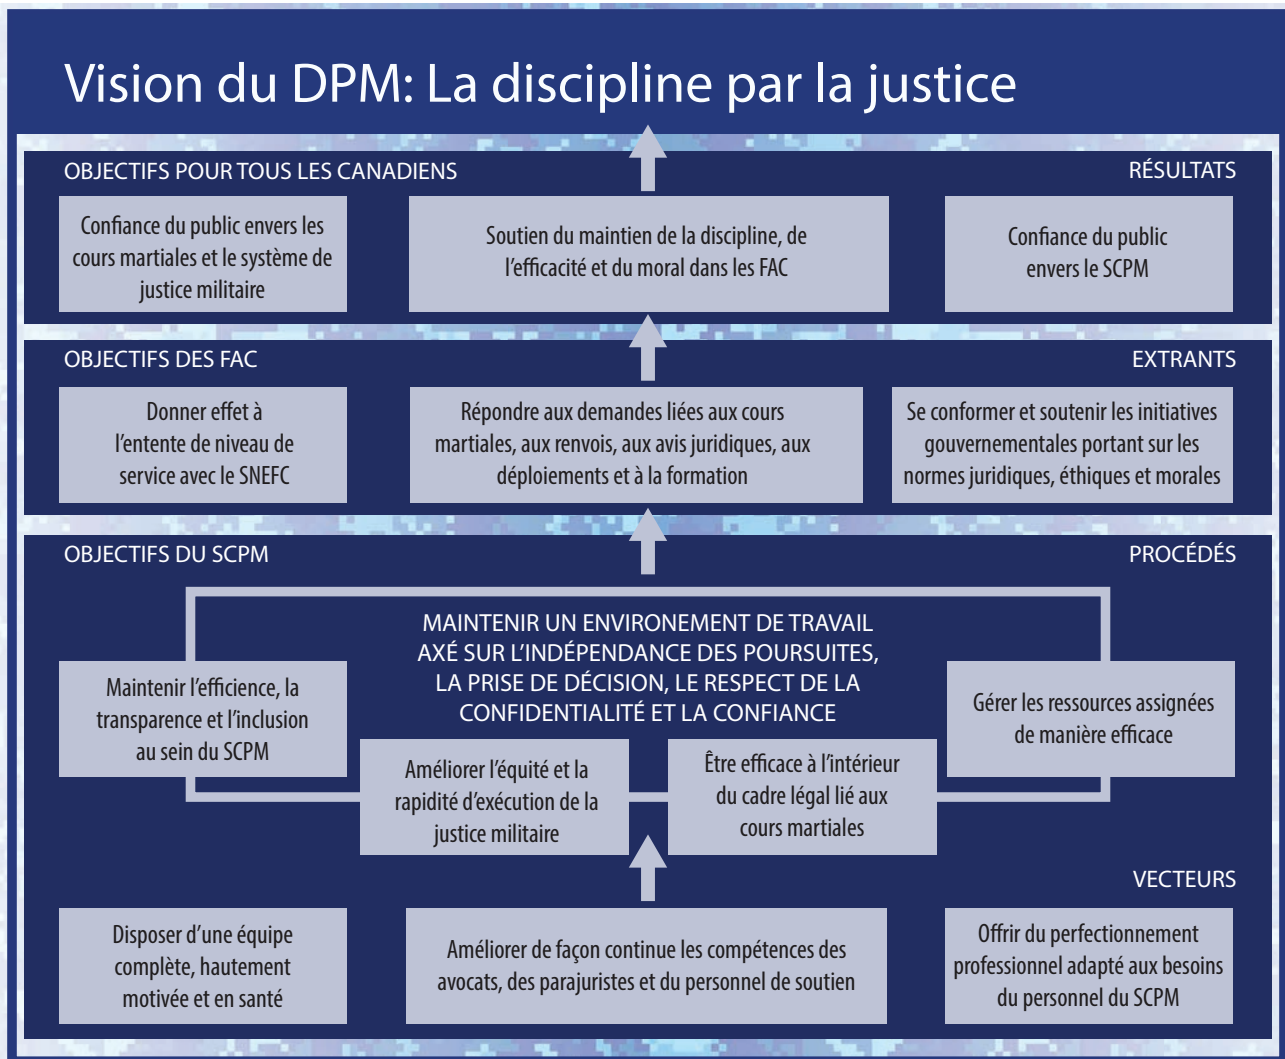 Vision du DPM: La discipline par la justice
OBJECTIFS POUR TOUS LES CANADIENS
RÉSULTATS
Confiance du public envers les
cours martiales et le système de
justice militaire
Soutien du maintien de la discipline, de
l’efficacité et du moral dans les FAC
Confiance du public
envers le SCPM
OBJECTIFS DES FAC
EXTRANTS
Donner effet à
l’entente de niveau de
service avec le SNEFC
Répondre aux demandes liées aux cours
martiales, aux renvois, aux avis juridiques, aux
déploiements et à la formation
Se conformer et soutenir les initiatives
gouvernementales portant sur les
normes juridiques, éthiques et morales
OBJECTIFS DU SCPM
PROCÉDÉS
MAINTENIR UN ENVIRONEMENT DE TRAVAIL
AXÉ SUR L’INDÉPENDANCE DES POURSUITES,
LA PRISE DE DÉCISION, LE RESPECT DE LA
CONFIDENTIALITÉ ET LA CONFIANCE
Maintenir l’efficience, la
transparence et l’inclusion
au sein du SCPM
Gérer les ressources assignées
de manière efficace
Améliorer l’équité et la
rapidité d’exécution de la
justice militaire
Être efficace à l’intérieur
du cadre légal lié aux
cours martiales
VECTEURS
Disposer d’une équipe
complète, hautement
motivée et en santé
Améliorer de façon continue les compétences des
avocats, des parajuristes et du personnel de soutien
Offrir du perfectionnement
professionnel adapté aux besoins
du personnel du SCPM